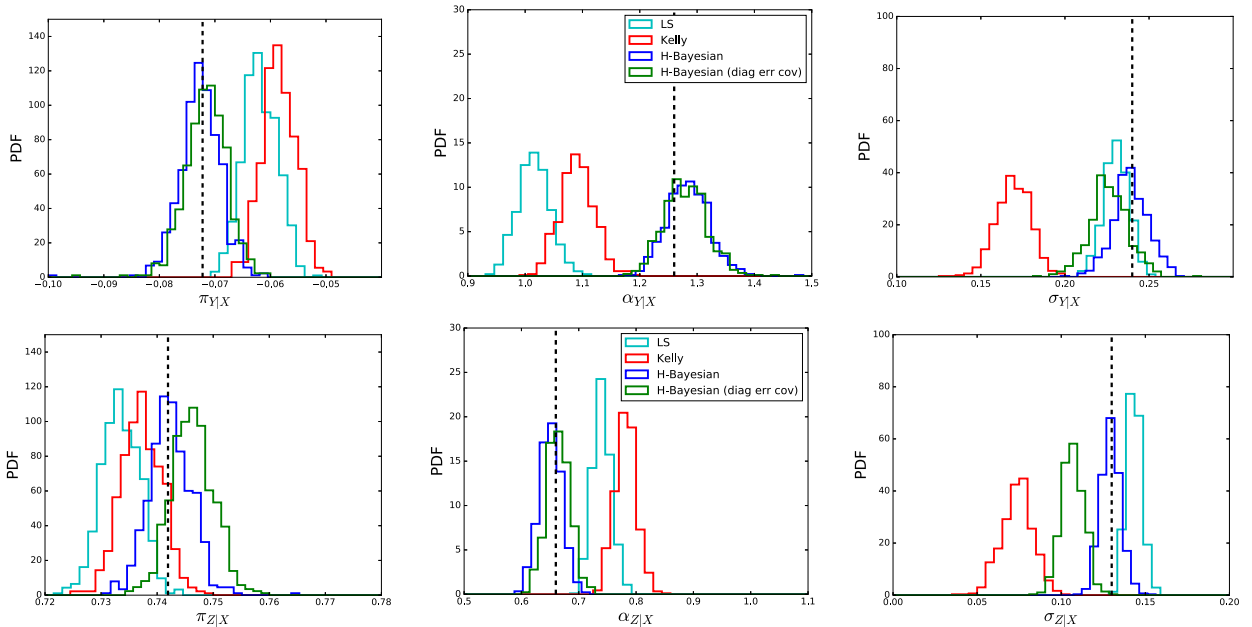 PDF
140
120
100
80
60
40
20
0
−0.10 −0.09 −0.08 −0.07 −0.06 −0.05
π_{Y|X}
PDF
30
25
20
15
10
5
0
0.9 1.0 1.1 1.2 1.3 1.4 1.5
α_{Y|X}
LS
Kelly
H-Bayesian
H-Bayesian (diag err cov)
PDF
100
80
60
40
20
0
0.10 0.15 0.20 0.25
σ_{Y|X}
PDF
140
120
100
80
60
40
20
0
0.72 0.73 0.74 0.75 0.76 0.77 0.78
π_{Z|X}
PDF
30
25
20
15
10
5
0
0.5 0.6 0.7 0.8 0.9 1.0 1.1
α_{Z|X}
LS
Kelly
H-Bayesian
H-Bayesian (diag err cov)
PDF
100
80
60
40
20
0
0.00 0.05 0.10 0.15 0.20
σ_{Z|X}